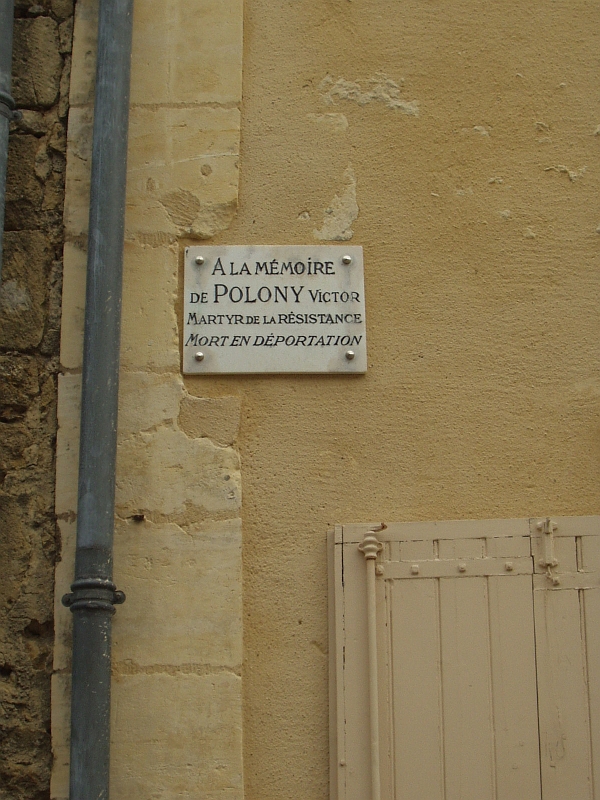 A LA MÉMOIRE
DE POLONY VICTOR
MARTYR DE LA RÉSISTANCE
MORT EN DÉPORTATION